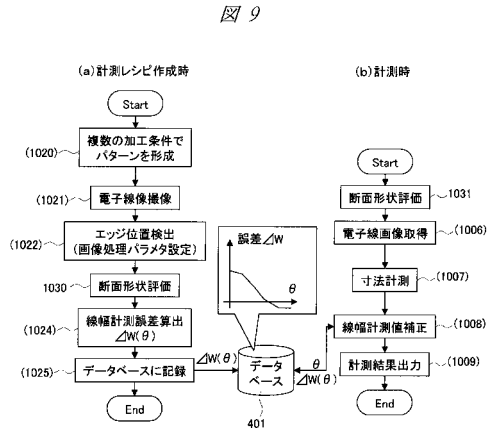 図 9
(a)計測レシピ作成時
Start
(1020)
複数の加工条件で
パターンを形成
(1021)
電子線像撮像
(1022)
エッジ位置検出
(画像処理パラメタ設定)
1030
断面形状評価
(1024)
線幅計測誤差算出
⊿W(θ)
(1025)
データベースに記録
End
誤差⊿W
θ
⊿W(θ)
データ
ベース
401
θ
⊿W(θ)
(b)計測時
Start
断面形状評価
1031
電子線画像取得
(1006)
寸法計測
(1007)
線幅計測値補正
(1008)
計測結果出力
(1009)
End